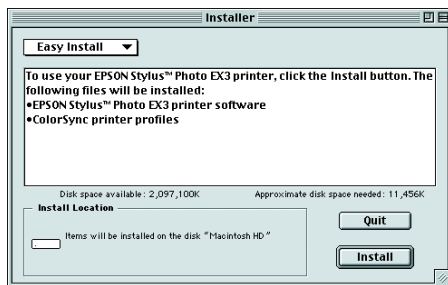 Installer
Easy Install
To use your EPSON Stylus™ Photo EX3 printer, click the Install button. The
following files will be installed:
•EPSON Stylus™ Photo EX3 printer software
•ColorSync printer profiles
Disk space available: 2,097,100K Approximate disk space needed: 11,456K
Install Location
Items will be installed on the disk "Macintosh HD"
Quit
Install